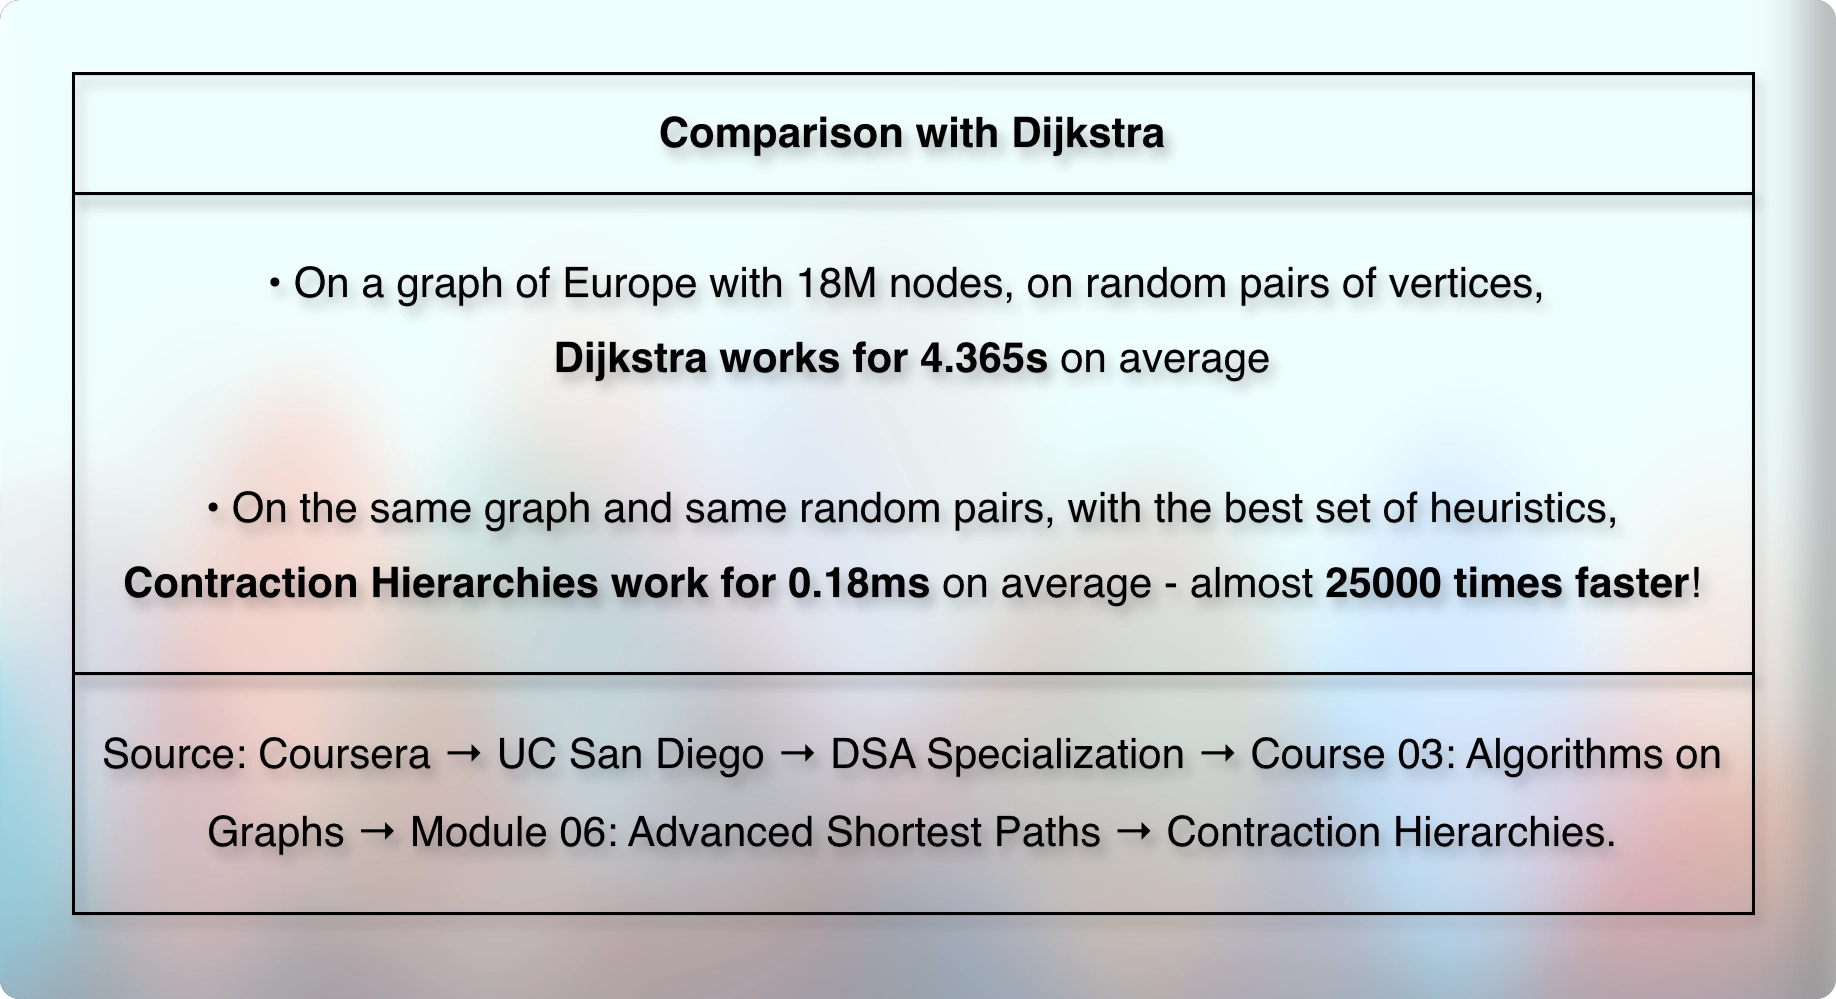 Comparison with Dijkstra
• On a graph of Europe with 18M nodes, on random pairs of vertices,
Dijkstra works for 4.365s on average
• On the same graph and same random pairs, with the best set of heuristics,
Contraction Hierarchies work for 0.18ms on average - almost 25000 times faster!
Source: Coursera → UC San Diego → DSA Specialization → Course 03: Algorithms on
Graphs → Module 06: Advanced Shortest Paths → Contraction Hierarchies.